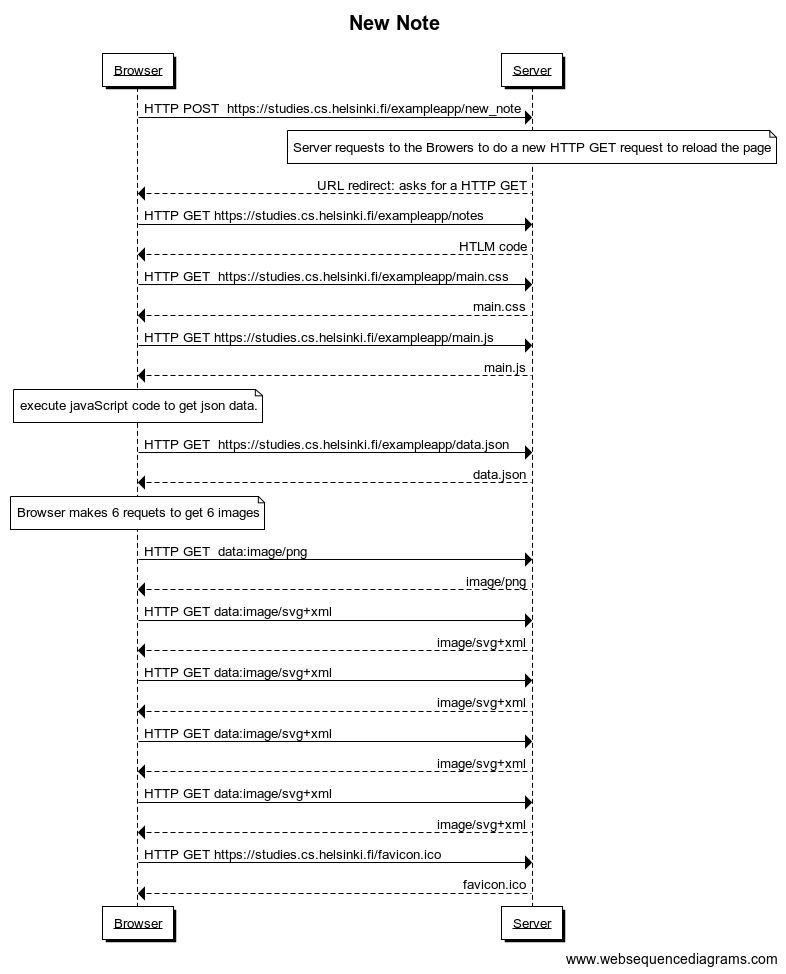 New Note
Browser
Server
HTTP POST  https://studies.cs.helsinki.fi/exampleapp/new_note
Server requests to the Browers to do a new HTTP GET request to reload the page
URL redirect: asks for a HTTP GET
HTTP GET https://studies.cs.helsinki.fi/exampleapp/notes
HTLM code
HTTP GET  https://studies.cs.helsinki.fi/exampleapp/main.css
main.css
HTTP GET https://studies.cs.helsinki.fi/exampleapp/main.js
main.js
execute javaScript code to get json data.
HTTP GET  https://studies.cs.helsinki.fi/exampleapp/data.json
data.json
Browser makes 6 requets to get 6 images
HTTP GET  data:image/png
image/png
HTTP GET data:image/svg+xml
image/svg+xml
HTTP GET data:image/svg+xml
image/svg+xml
HTTP GET data:image/svg+xml
image/svg+xml
HTTP GET data:image/svg+xml
image/svg+xml
HTTP GET https://studies.cs.helsinki.fi/favicon.ico
favicon.ico
Browser
Server
www.websequencediagrams.com